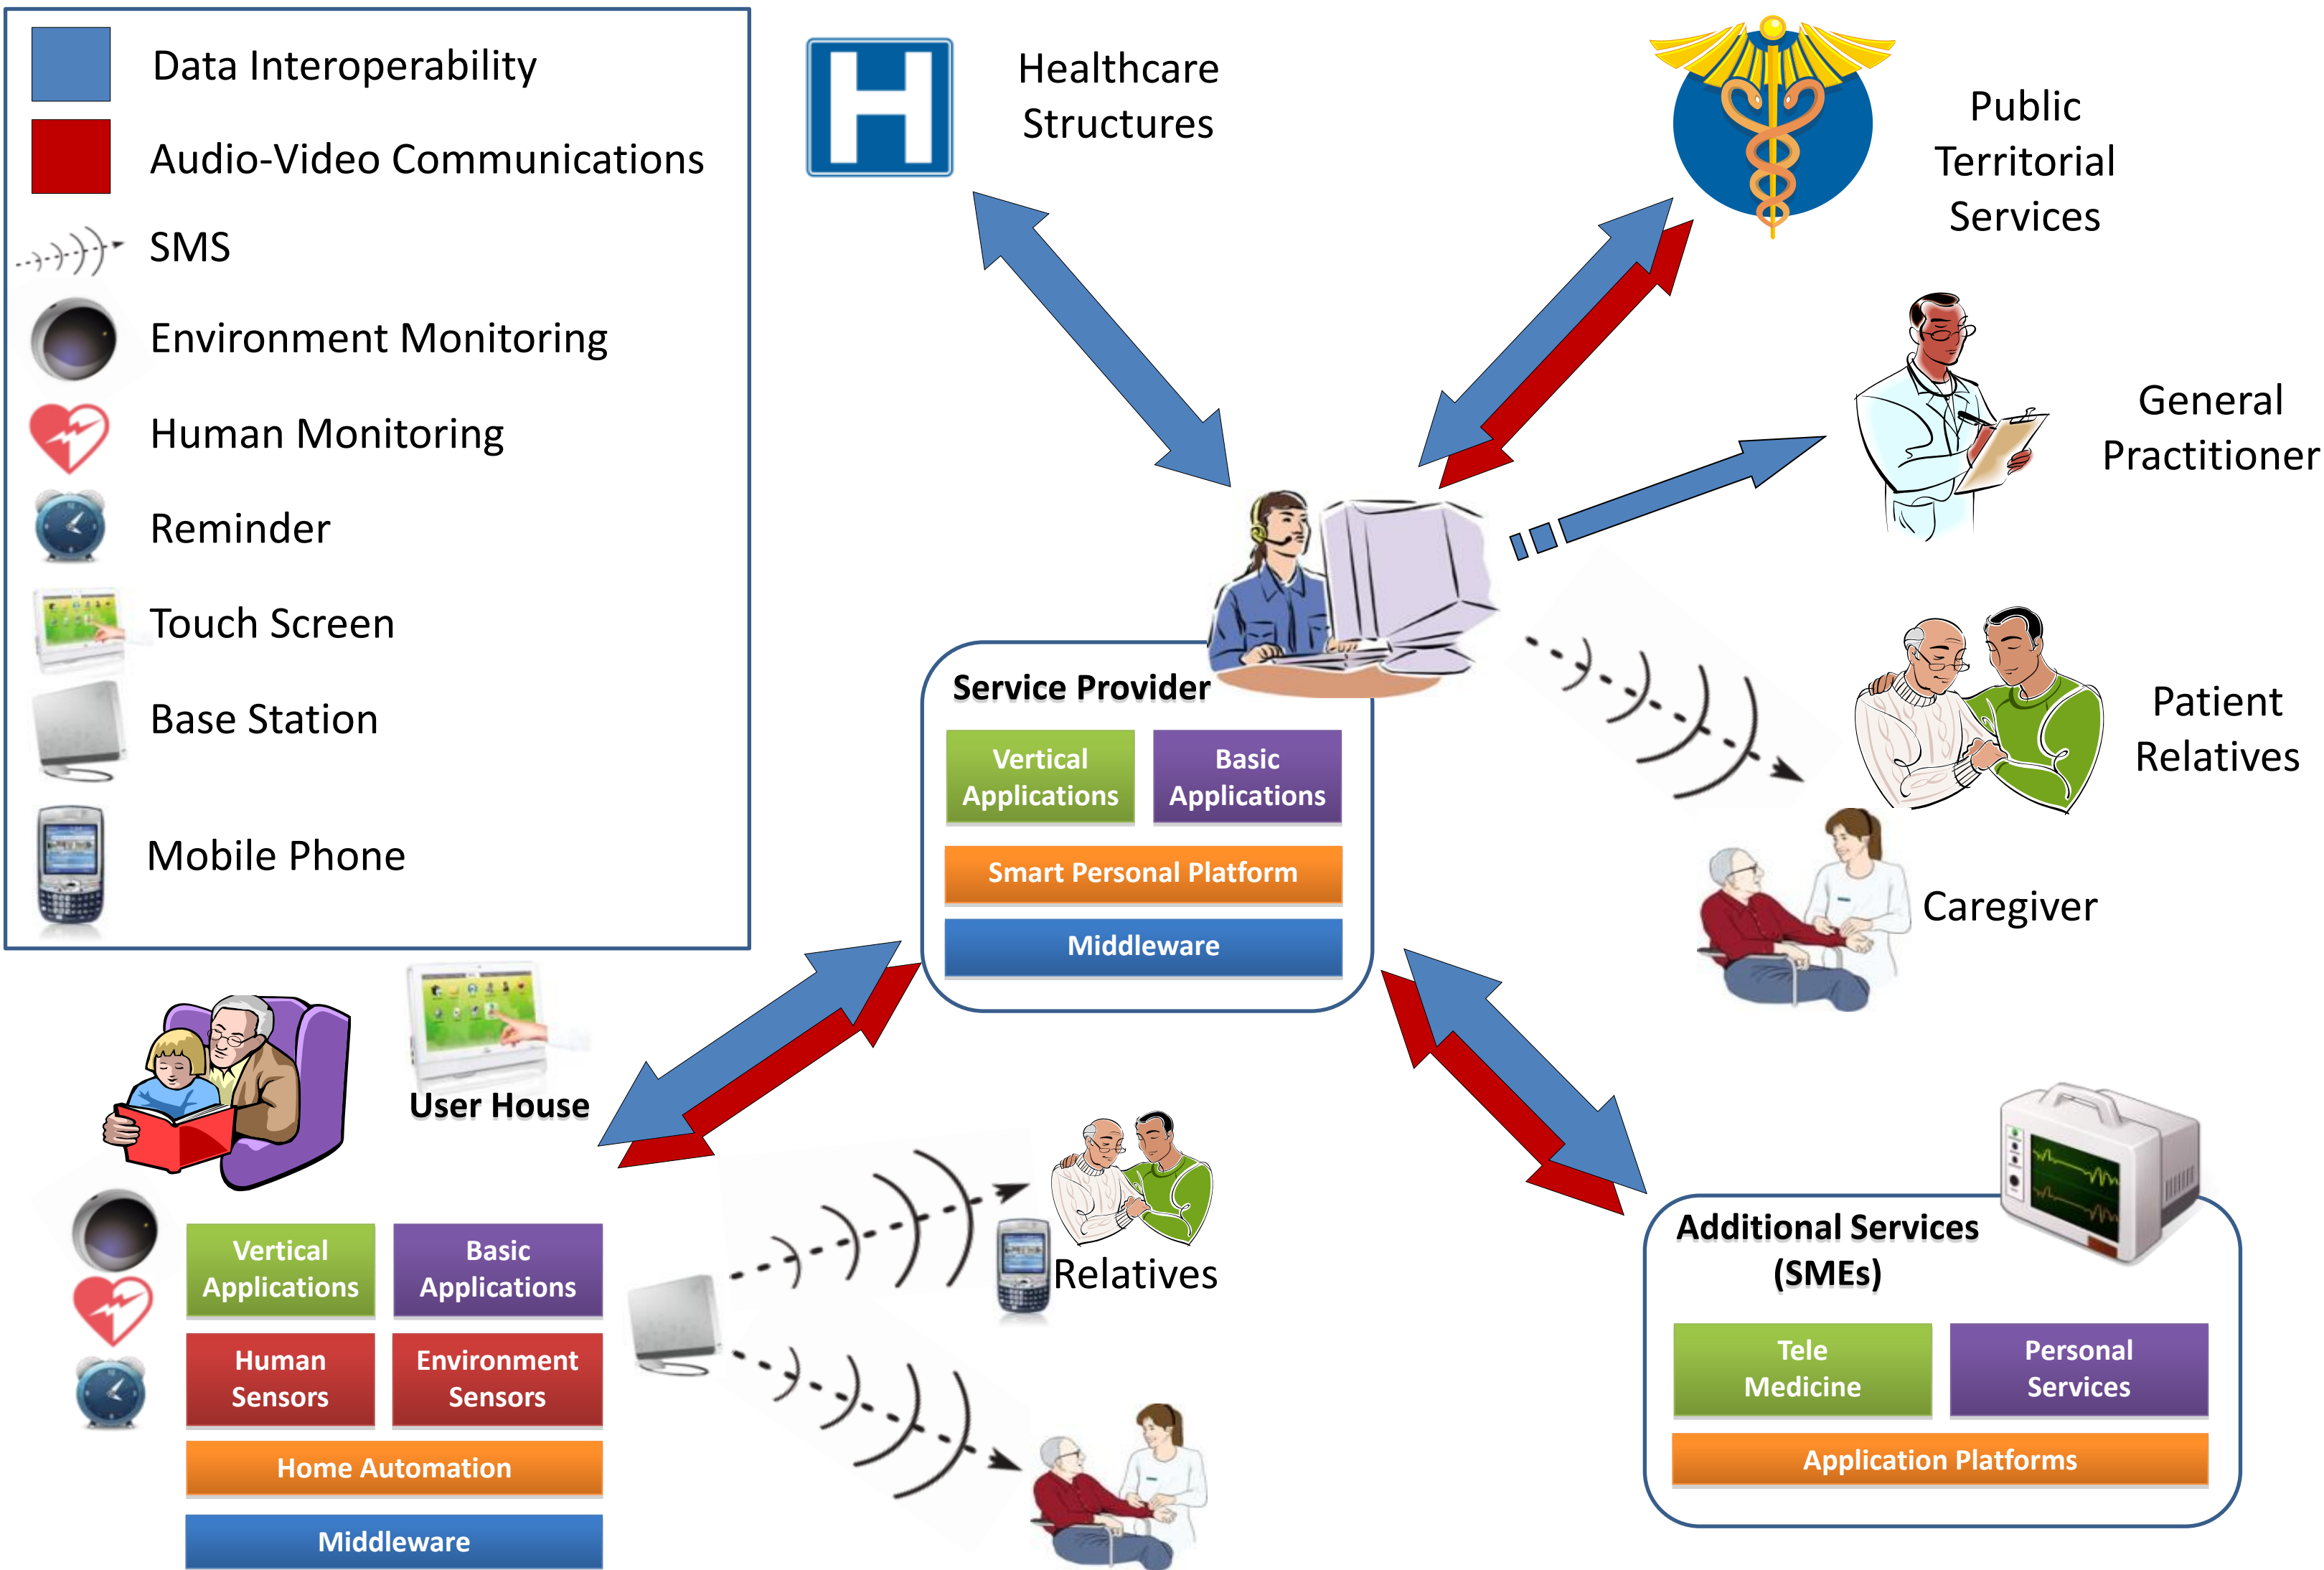 Data Interoperability
Audio-Video Communications
SMS
Environment Monitoring
Human Monitoring
Reminder
Touch Screen
Base Station
Mobile Phone
H
Healthcare
Structures
Public
Territorial
Services
General
Practitioner
Patient
Relatives
Caregiver
Service Provider
Vertical
Applications
Basic
Applications
Smart Personal Platform
Middleware
User House
Vertical
Applications
Basic
Applications
Human
Sensors
Environment
Sensors
Home Automation
Middleware
Relatives
Additional Services
(SMEs)
Tele
Medicine
Personal
Services
Application Platforms